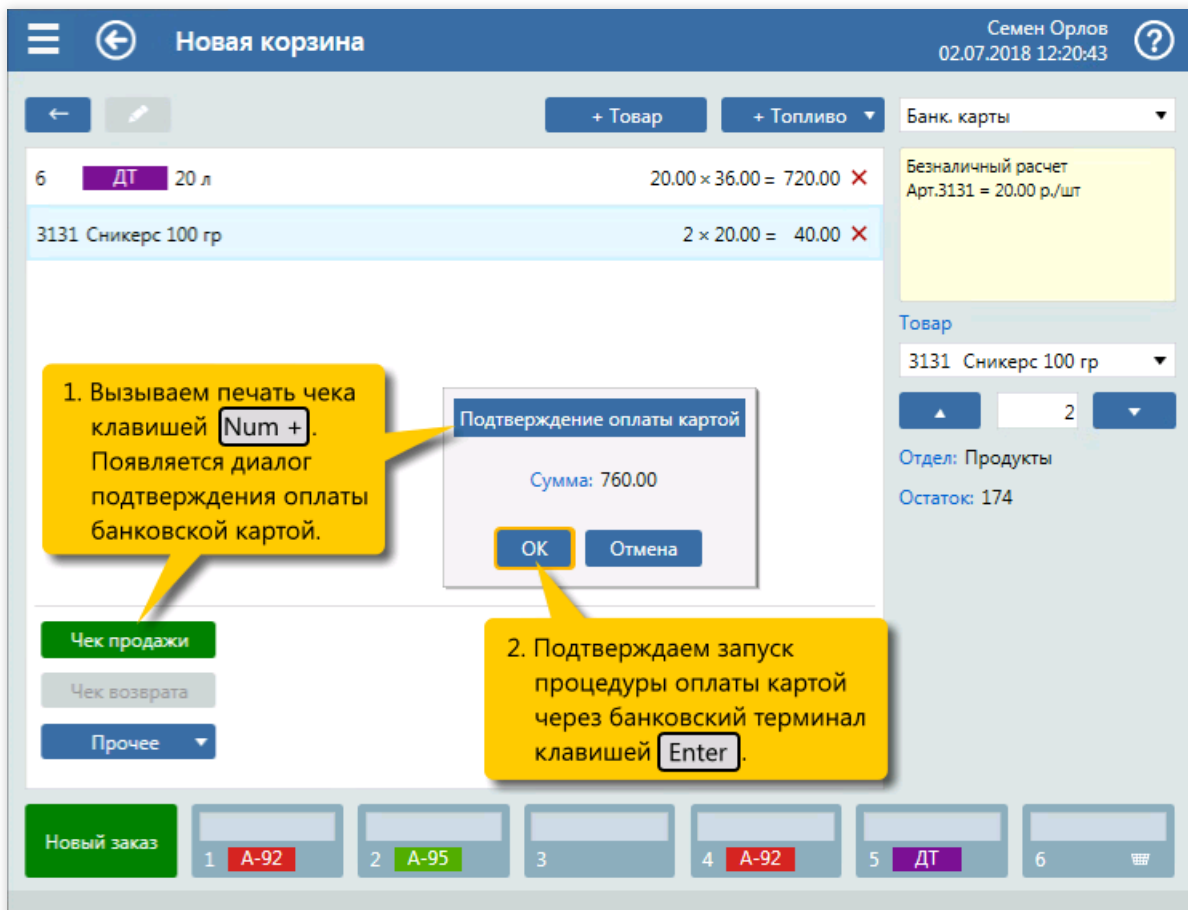 Новая корзина
Семен Орлов
02.07.2018 12:20:43
+ Товар
+ Топливо
Банк. карты
6 ДТ 20 л 20.00 × 36.00 = 720.00
3131 Сникерс 100 гр 2 × 20.00 = 40.00
Безналичный расчет
Арт.3131 = 20.00 р./шт
Товар
3131 Сникерс 100 гр
2
Отдел: Продукты
Остаток: 174
1. Вызываем печать чека
клавишей Num +.
Появляется диалог
подтверждения оплаты
банковской картой.
Подтверждение оплаты картой
Сумма: 760.00
ОК
Отмена
2. Подтверждаем запуск
процедуры оплаты картой
через банковский терминал
клавишей Enter.
Чек продажи
Чек возврата
Прочее
Новый заказ
1 А-92
2 А-95
3
4 А-92
5 ДТ
6